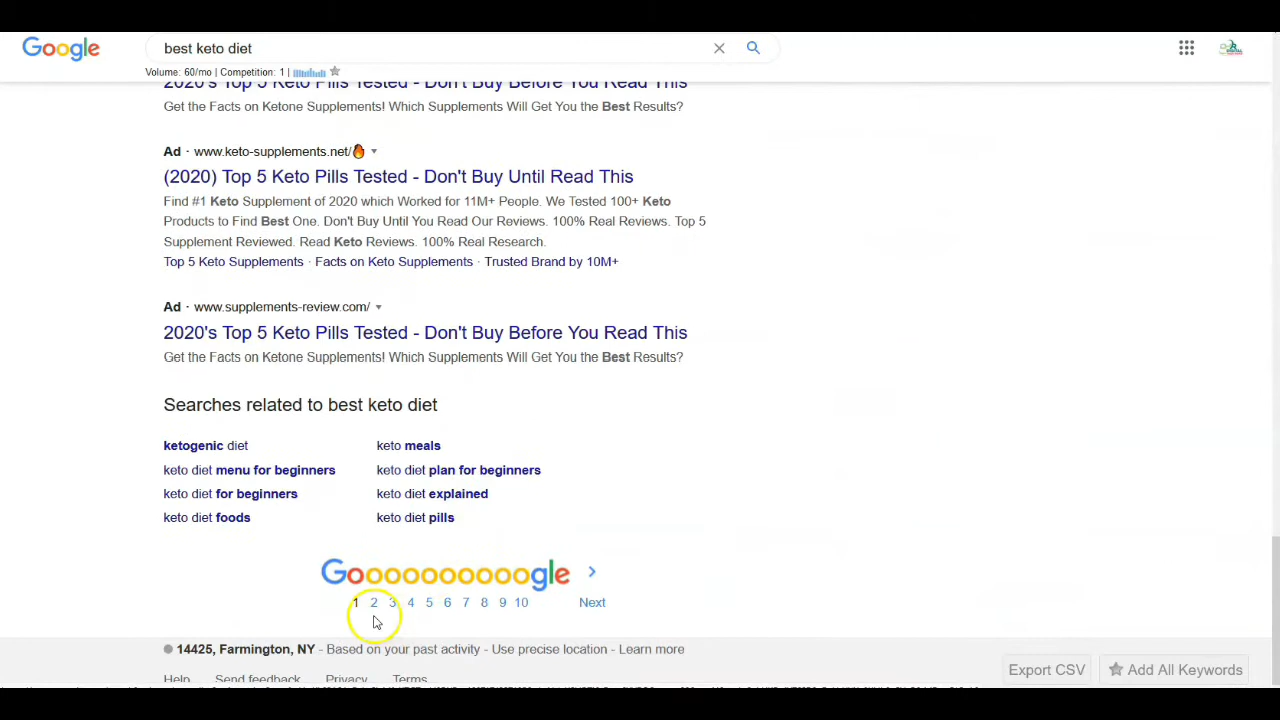 Google
best keto diet
Volume: 60/mo | Competition: 1 |
2020's Top 5 Keto Pills Tested - Don't Buy Before You Read This
Get the Facts on Ketone Supplements! Which Supplements Will Get You the Best Results?
Ad · www.keto-supplements.net/🔥
(2020) Top 5 Keto Pills Tested - Don't Buy Until Read This
Find #1 Keto Supplement of 2020 which Worked for 11M+ People. We Tested 100+ Keto
Products to Find Best One. Don't Buy Until You Read Our Reviews. 100% Real Reviews. Top 5
Supplement Reviewed. Read Keto Reviews. 100% Real Research.
Top 5 Keto Supplements · Facts on Keto Supplements · Trusted Brand by 10M+
Ad · www.supplements-review.com/
2020's Top 5 Keto Pills Tested - Don't Buy Before You Read This
Get the Facts on Ketone Supplements! Which Supplements Will Get You the Best Results?
Searches related to best keto diet
ketogenic diet
keto meals
keto diet menu for beginners
keto diet plan for beginners
keto diet for beginners
keto diet explained
keto diet foods
keto diet pills
Goooooooooogle
1 2 3 4 5 6 7 8 9 10 Next
14425, Farmington, NY - Based on your past activity - Use precise location - Learn more
Help Send feedback Privacy Terms
Export CSV
Add All Keywords